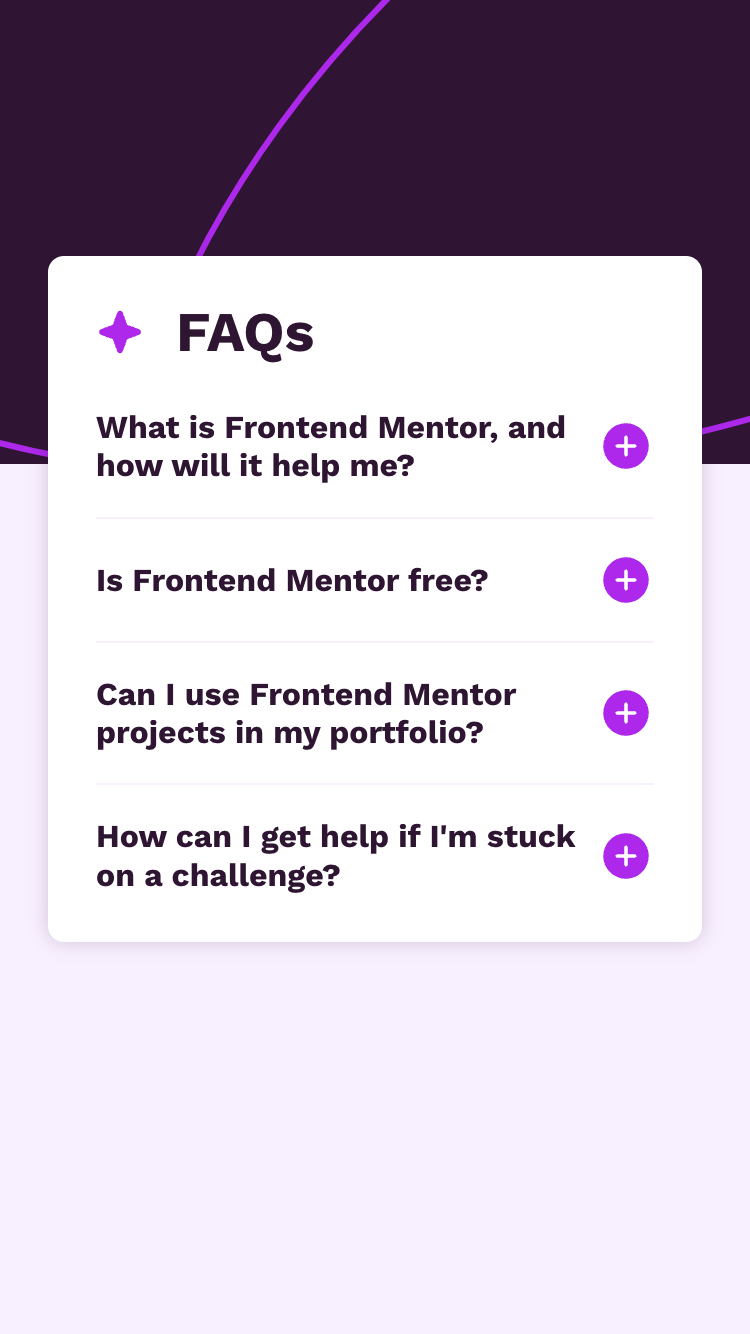 FAQs
What is Frontend Mentor, and
how will it help me?
Is Frontend Mentor free?
Can I use Frontend Mentor
projects in my portfolio?
How can I get help if I'm stuck
on a challenge?